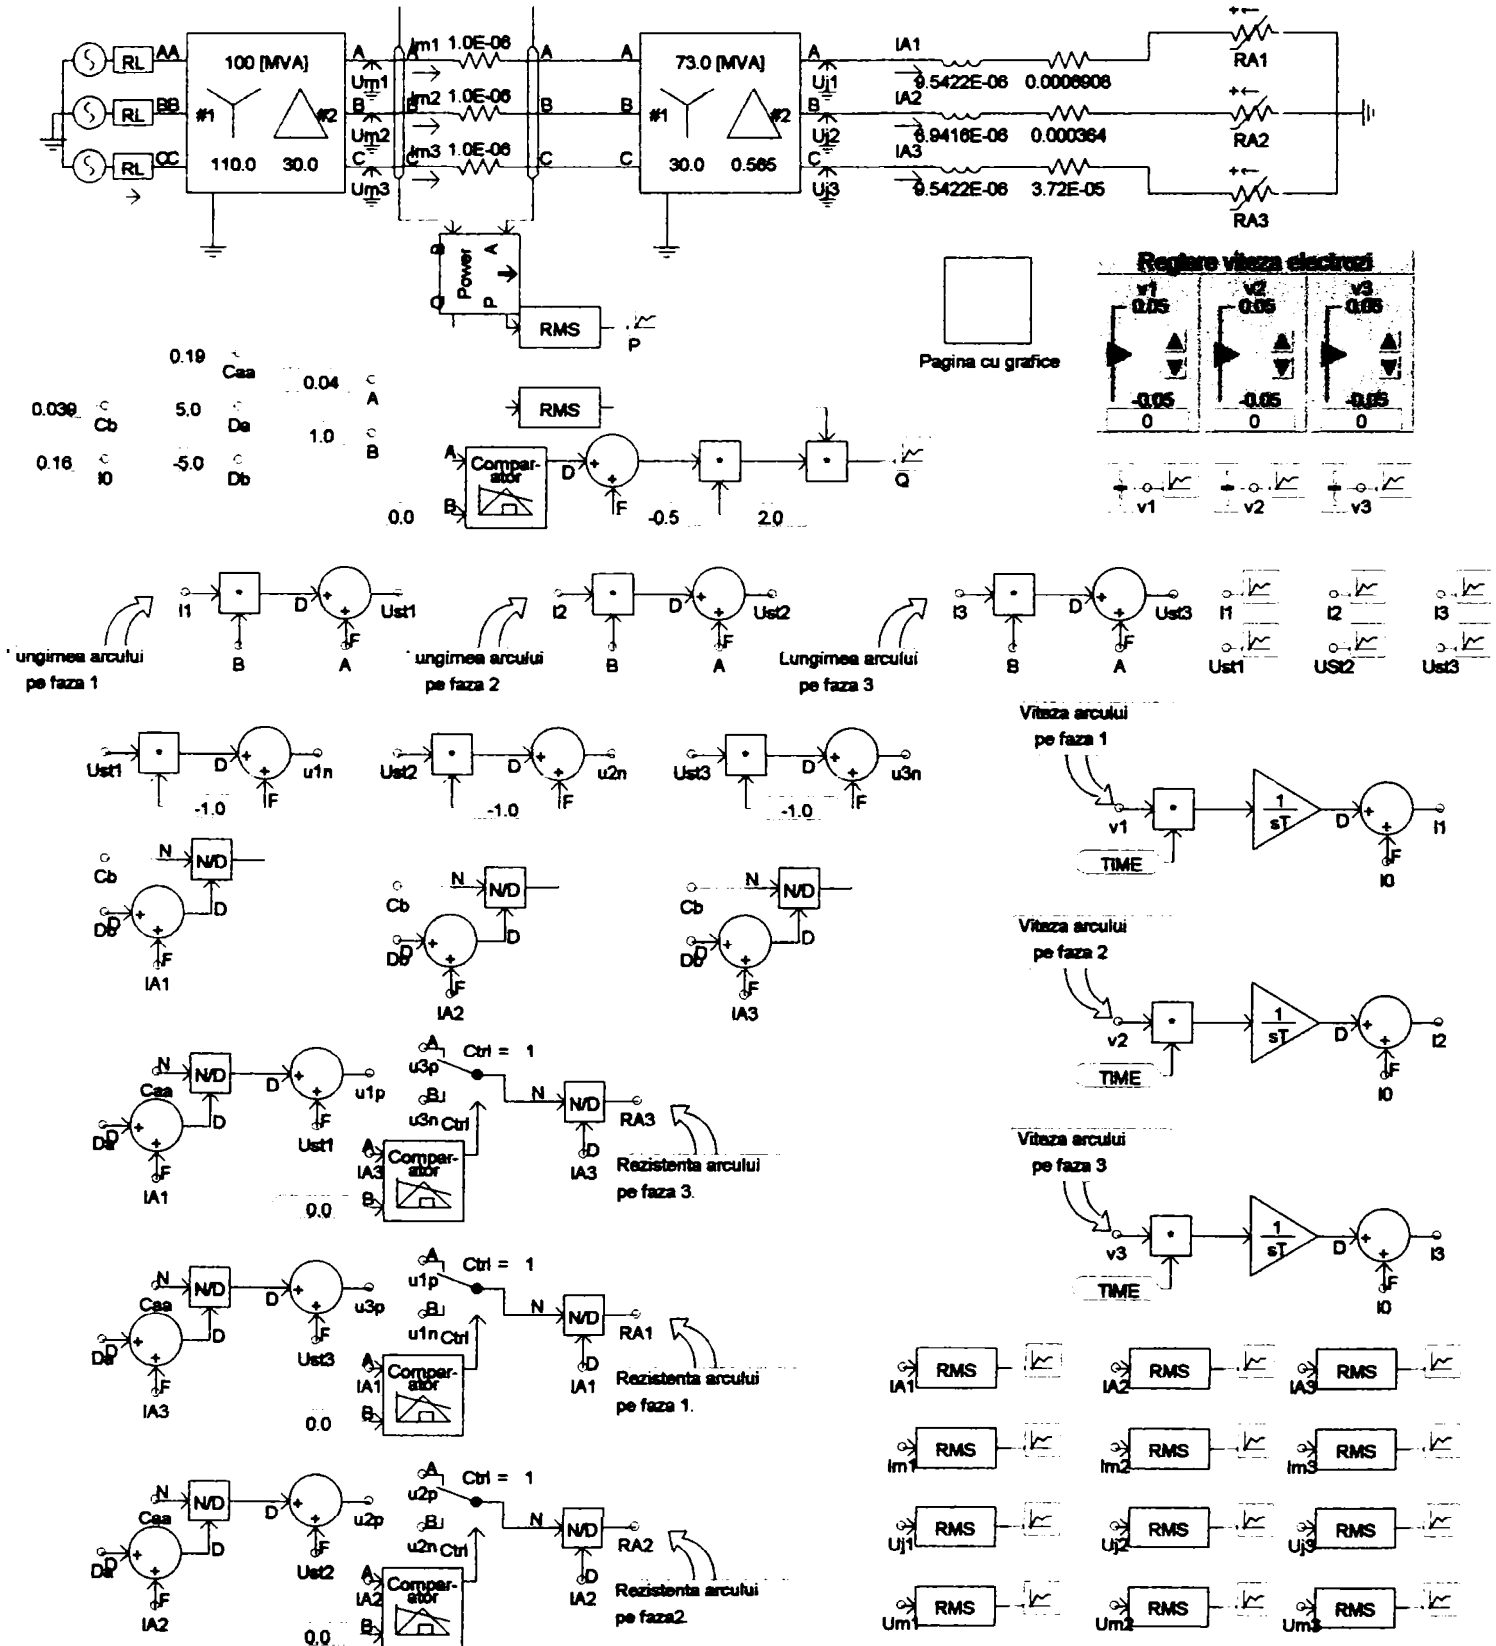 AA 100 [MVA] A Im1 1.0E-06 A A 73.0 [MVA] A IA1
RL Um1 Uj1 9.5422E-06 0.0006908 RA1
BB #1 #2 B Im2 1.0E-06 B B #1 #2 B IA2
RL Um2 Uj2 6.9416E-06 0.000364 RA2
CC 110.0 30.0 C Im3 1.0E-06 C C 30.0 0.565 C IA3
RL Um3 Uj3 9.5422E-06 3.72E-05 RA3
Power A P
RMS P
RMS
Pagina cu grafice
Reglare viteza electrozi
v1 v2 v3
0.05 0.05 0.05
-0.05 -0.05 -0.05
0 0 0
v1 v2 v3
0.19 Caa 0.04 A
0.039 Cb 5.0 Da 1.0 B
0.16 I0 -5.0 Db
A Compar-ator D F Q
0.0 B -0.5 2.0
I1 D Ust1 I2 D Ust2 I3 D Ust3 I1 I2 I3
B F A B F A B F A Ust1 USt2 Ust3
ungimea arcului
pe faza 1
ungimea arcului
pe faza 2
Lungimea arcului
pe faza 3
Ust1 D u1n Ust2 D u2n Ust3 D u3n
-1.0 F -1.0 F -1.0 F
Viteza arcului
pe faza 1
v1 1 sT D I1
TIME F I0
Cb N N/D Cb N N/D Cb N N/D
Db D D Db D D Db D D
F IA1 F IA2 F IA3
Viteza arcului
pe faza 2
v2 1 sT D I2
TIME F I0
N N/D D u1p
Caa
Da D D F Ust1
F IA1
A Ctrl = 1
u3p
B N N/D RA3
u3n Ctrl
A IA3 Compar-ator D IA3
0.0 B
Rezistenta arcului
pe faza 3.
Viteza arcului
pe faza 3
v3 1 sT D I3
TIME F I0
N N/D D u3p
Caa
Da D D F Ust3
F IA3
A Ctrl = 1
u1p
B N N/D RA1
u1n Ctrl
A IA1 Compar-ator D IA1
0.0 B
Rezistenta arcului
pe faza 1.
N N/D D u2p
Caa
Da D D F Ust2
F IA2
A Ctrl = 1
u2p
B N N/D RA2
u2n Ctrl
A IA2 Compar-ator D IA2
0.0 B
Rezistenta arcului
pe faza2.
IA1 RMS IA2 RMS IA3 RMS
Im1 RMS Im2 RMS Im3 RMS
Uj1 RMS Uj2 RMS Uj3 RMS
Um1 RMS Um2 RMS Um3 RMS